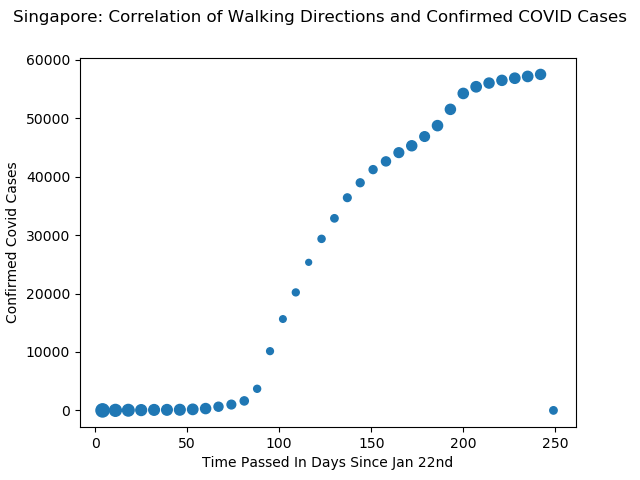 Singapore: Correlation of Walking Directions and Confirmed COVID Cases
60000
50000
40000
30000
20000
10000
0
Confirmed Covid Cases
0 50 100 150 200 250
Time Passed In Days Since Jan 22nd